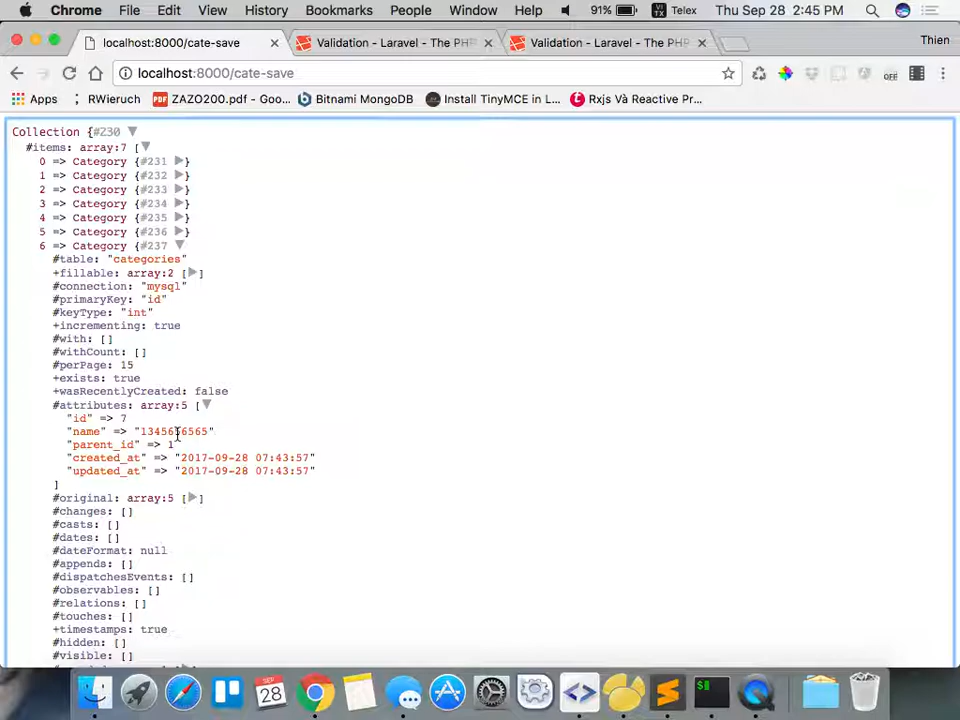 Chrome File Edit View History Bookmarks People Window Help 91% VI TX Telex Thu Sep 28 2:45 PM
localhost:8000/cate-save Validation - Laravel - The PHP Validation - Laravel - The PHP Thien
localhost:8000/cate-save OFF
Apps RWieruch PDF ZAZO200.pdf - Goo... Bitnami MongoDB Install TinyMCE in L... Rxjs Và Reactive Pr...
Collection {#230
#items: array:7 [
0 => Category {#231 }
1 => Category {#232 }
2 => Category {#233 }
3 => Category {#234 }
4 => Category {#235 }
5 => Category {#236 }
6 => Category {#237
#table: "categories"
+fillable: array:2 [ ]
#connection: "mysql"
#primaryKey: "id"
#keyType: "int"
+incrementing: true
#with: []
#withCount: []
#perPage: 15
+exists: true
+wasRecentlyCreated: false
#attributes: array:5 [
"id" => 7
"name" => "1345656565"
"parent_id" => 1
"created_at" => "2017-09-28 07:43:57"
"updated_at" => "2017-09-28 07:43:57"
]
#original: array:5 [ ]
#changes: []
#casts: []
#dates: []
#dateFormat: null
#appends: []
#dispatchesEvents: []
#observables: []
#relations: []
#touches: []
+timestamps: true
#hidden: []
#visible: []
SEP
28